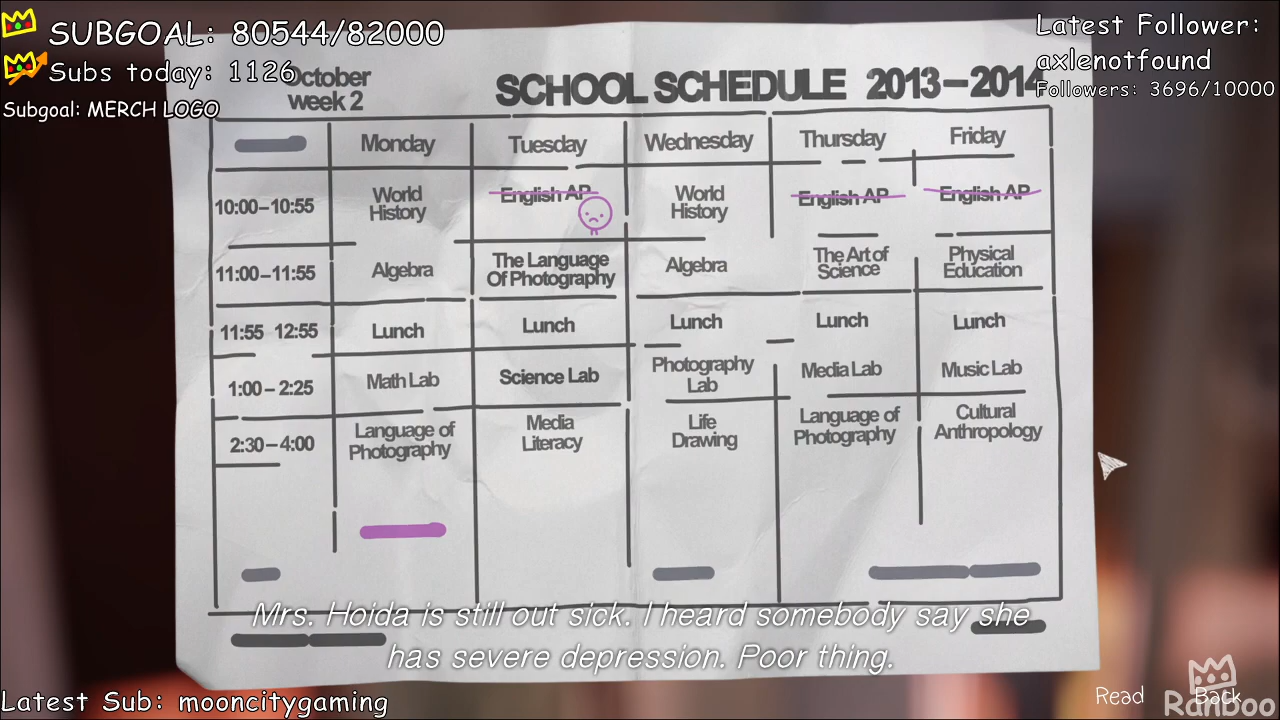 SUBGOAL: 80544/82000
Subs today: 1126
Subgoal: MERCH LOGO
Latest Follower:
axlenotfound
Followers: 3696/10000
October
week 2
SCHOOL SCHEDULE 2013-2014
Monday Tuesday Wednesday Thursday Friday
10:00-10:55 World History English AP World History English AP English AP
11:00-11:55 Algebra The Language Of Photography Algebra The Art of Science Physical Education
11:55 12:55 Lunch Lunch Lunch Lunch Lunch
1:00-2:25 Math Lab Science Lab Photography Lab Media Lab Music Lab
2:30-4:00 Language of Photography Media Literacy Life Drawing Language of Photography Cultural Anthropology
Mrs. Hoida is still out sick. I heard somebody say she
has severe depression. Poor thing.
Latest Sub: mooncitygaming
Read Back
Ranboo